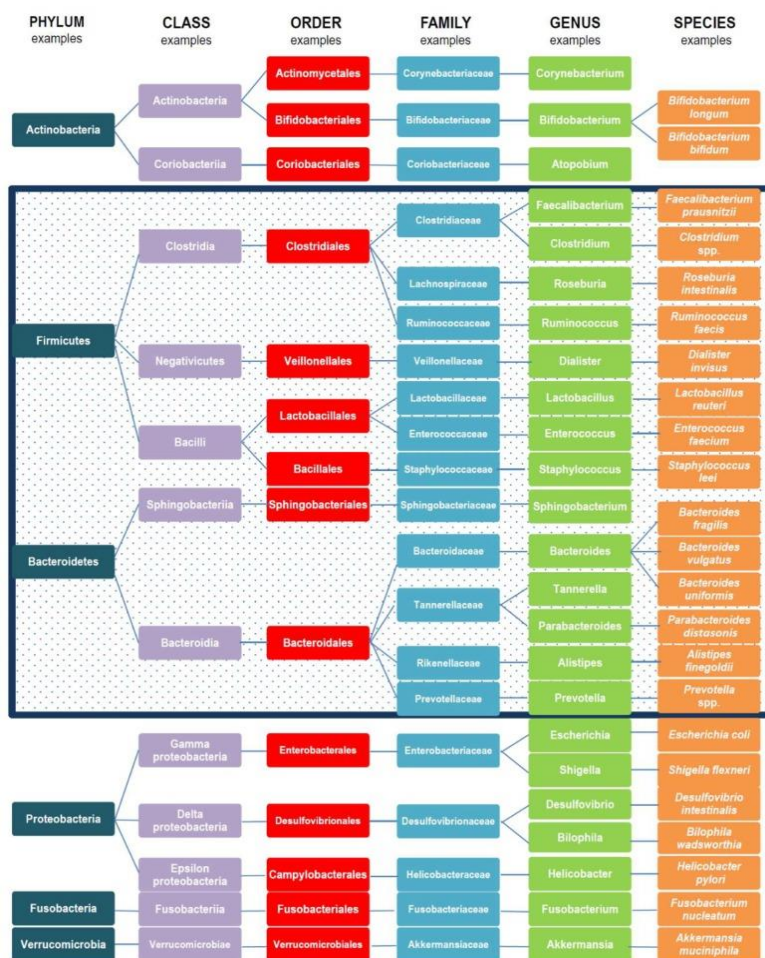 PHYLUM
examples
CLASS
examples
ORDER
examples
FAMILY
examples
GENUS
examples
SPECIES
examples
Actinobacteria
Actinobacteria
Actinomycetales
Corynebacteriaceae
Corynebacterium
Bifidobacteriales
Bifidobacteriaceae
Bifidobacterium
Bifidobacterium
longum
Bifidobacterium
bifidum
Coriobacteriia
Coriobacteriales
Coriobacteriaceae
Atopobium
Firmicutes
Clostridia
Clostridiales
Clostridiaceae
Faecalibacterium
Faecalibacterium
prausnitzii
Clostridium
Clostridium
spp.
Lachnospiraceae
Roseburia
Roseburia
intestinalis
Ruminococcaceae
Ruminococcus
Ruminococcus
faecis
Negativicutes
Veillonellales
Veillonellaceae
Dialister
Dialister
invisus
Bacilli
Lactobacillales
Lactobacillaceae
Lactobacillus
Lactobacillus
reuteri
Enterococcaceae
Enterococcus
Enterococcus
faecium
Bacillales
Staphylococcaceae
Staphylococcus
Staphylococcus
leei
Bacteroidetes
Sphingobacteriia
Sphingobacteriales
Sphingobacteriaceae
Sphingobacterium
Bacteroidia
Bacteroidales
Bacteroidaceae
Bacteroides
Bacteroides
fragilis
Bacteroides
vulgatus
Bacteroides
uniformis
Tannerellaceae
Tannerella
Parabacteroides
Parabacteroides
distasonis
Rikenellaceae
Alistipes
Alistipes
finegoldii
Prevotellaceae
Prevotella
Prevotella
spp.
Proteobacteria
Gamma
proteobacteria
Enterobacterales
Enterobacteriaceae
Escherichia
Escherichia coli
Shigella
Shigella flexneri
Delta
proteobacteria
Desulfovibrionales
Desulfovibrionaceae
Desulfovibrio
Desulfovibrio
intestinalis
Bilophila
Bilophila
wadsworthia
Epsilon
proteobacteria
Campylobacterales
Helicobacteraceae
Helicobacter
Helicobacter
pylori
Fusobacteria
Fusobacteriia
Fusobacteriales
Fusobacteriaceae
Fusobacterium
Fusobacterium
nucleatum
Verrucomicrobia
Verrucomicrobiae
Verrucomicrobiales
Akkermansiaceae
Akkermansia
Akkermansia
muciniphila